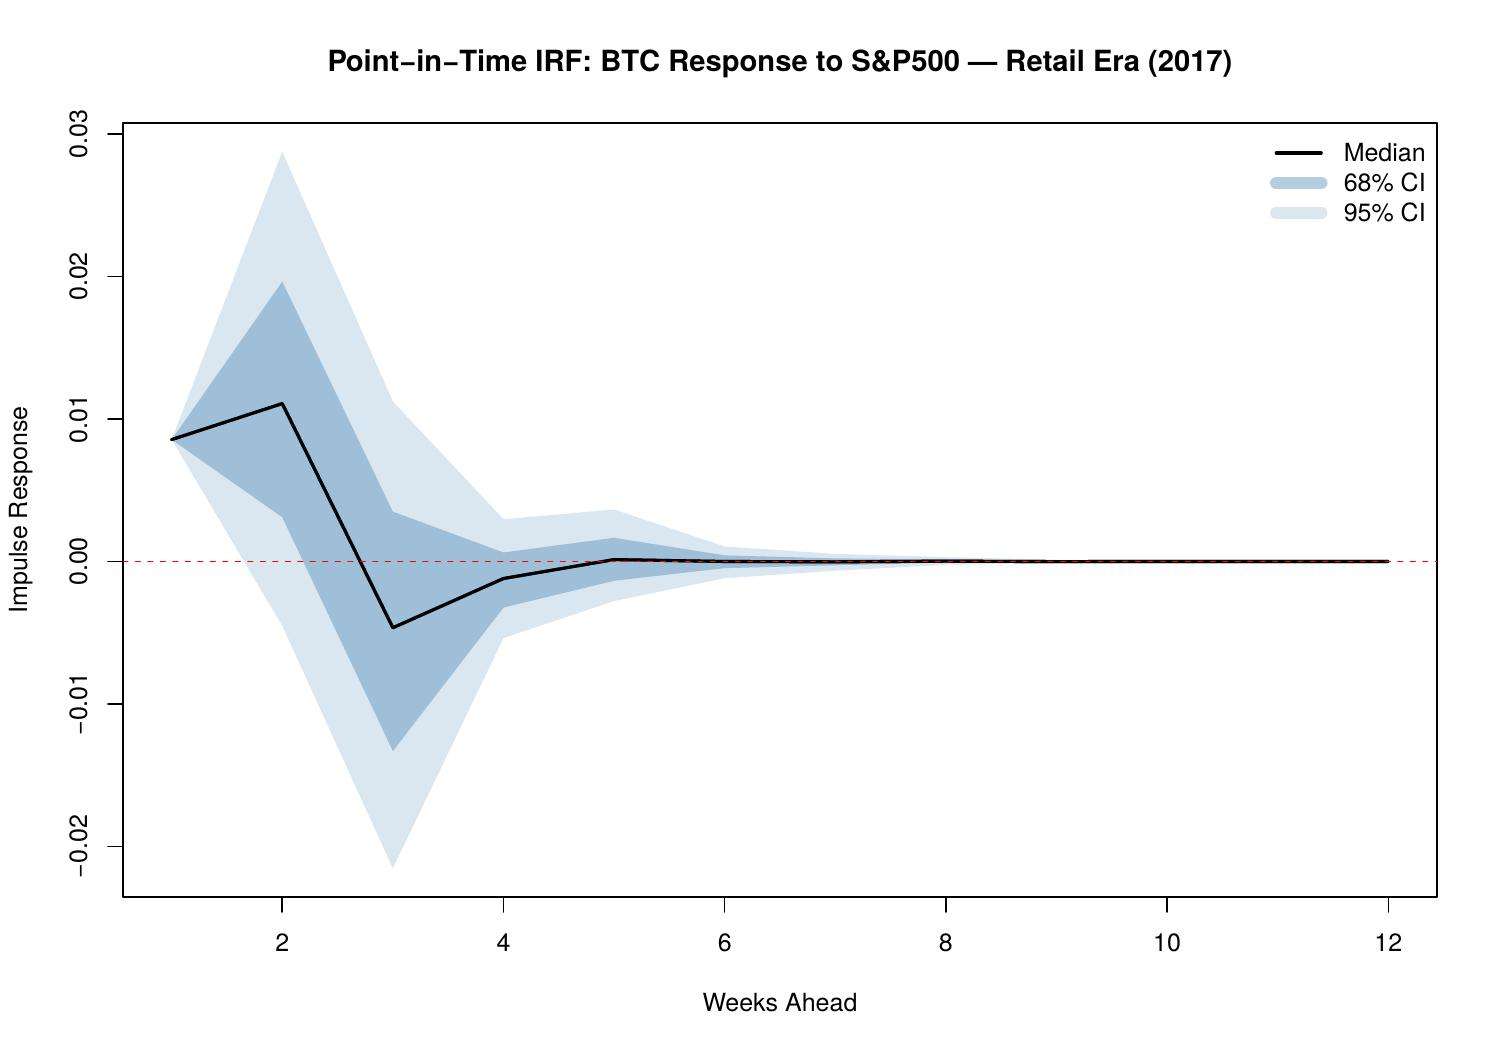 Point−in−Time IRF: BTC Response to S&P500 — Retail Era (2017)
Median
68% CI
95% CI
0.03
0.02
0.01
0.00
−0.01
−0.02
Impulse Response
2 4 6 8 10 12
Weeks Ahead